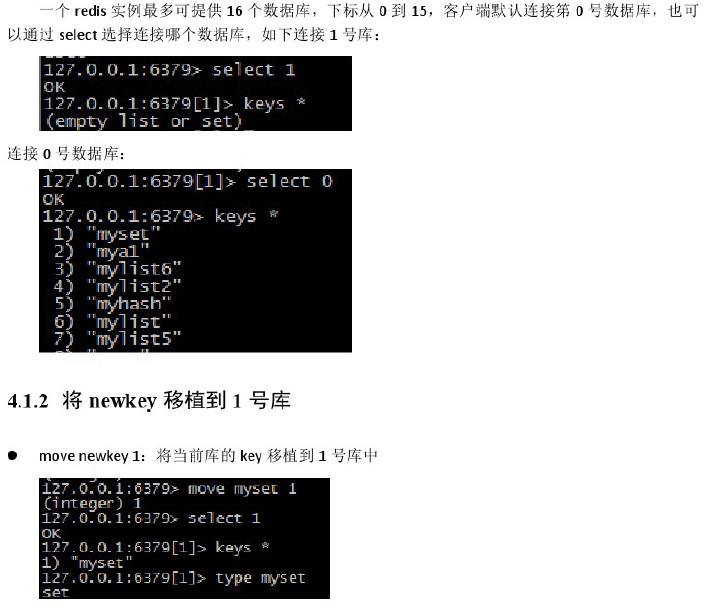 一个 redis 实例最多可提供 16 个数据库，下标从 0 到 15，客户端默认连接第 0 号数据库，也可
以通过 select 选择连接哪个数据库，如下连接 1 号库：
127.0.0.1:6379> select 1
OK
127.0.0.1:6379[1]> keys *
(empty list or set)
连接 0 号数据库：
127.0.0.1:6379[1]> select 0
OK
127.0.0.1:6379> keys *
1) "myset"
2) "mya1"
3) "mylist6"
4) "mylist2"
5) "myhash"
6) "mylist"
7) "mylist5"
4.1.2 将 newkey 移植到 1 号库
● move newkey 1：将当前库的 key 移植到 1 号库中
127.0.0.1:6379> move myset 1
(integer) 1
127.0.0.1:6379> select 1
OK
127.0.0.1:6379[1]> keys *
1) "myset"
127.0.0.1:6379[1]> type myset
set